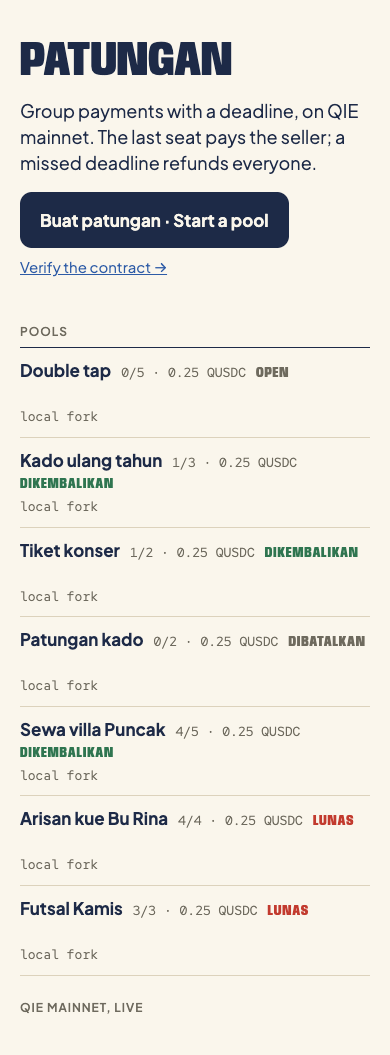 PATUNGAN
Group payments with a deadline, on QIE
mainnet. The last seat pays the seller; a
missed deadline refunds everyone.
Buat patungan · Start a pool
Verify the contract →
POOLS
Double tap 0/5 · 0.25 QUSDC OPEN
local fork
Kado ulang tahun 1/3 · 0.25 QUSDC
DIKEMBALIKAN
local fork
Tiket konser 1/2 · 0.25 QUSDC DIKEMBALIKAN
local fork
Patungan kado 0/2 · 0.25 QUSDC DIBATALKAN
local fork
Sewa villa Puncak 4/5 · 0.25 QUSDC
DIKEMBALIKAN
local fork
Arisan kue Bu Rina 4/4 · 0.25 QUSDC LUNAS
local fork
Futsal Kamis 3/3 · 0.25 QUSDC LUNAS
local fork
QIE MAINNET, LIVE